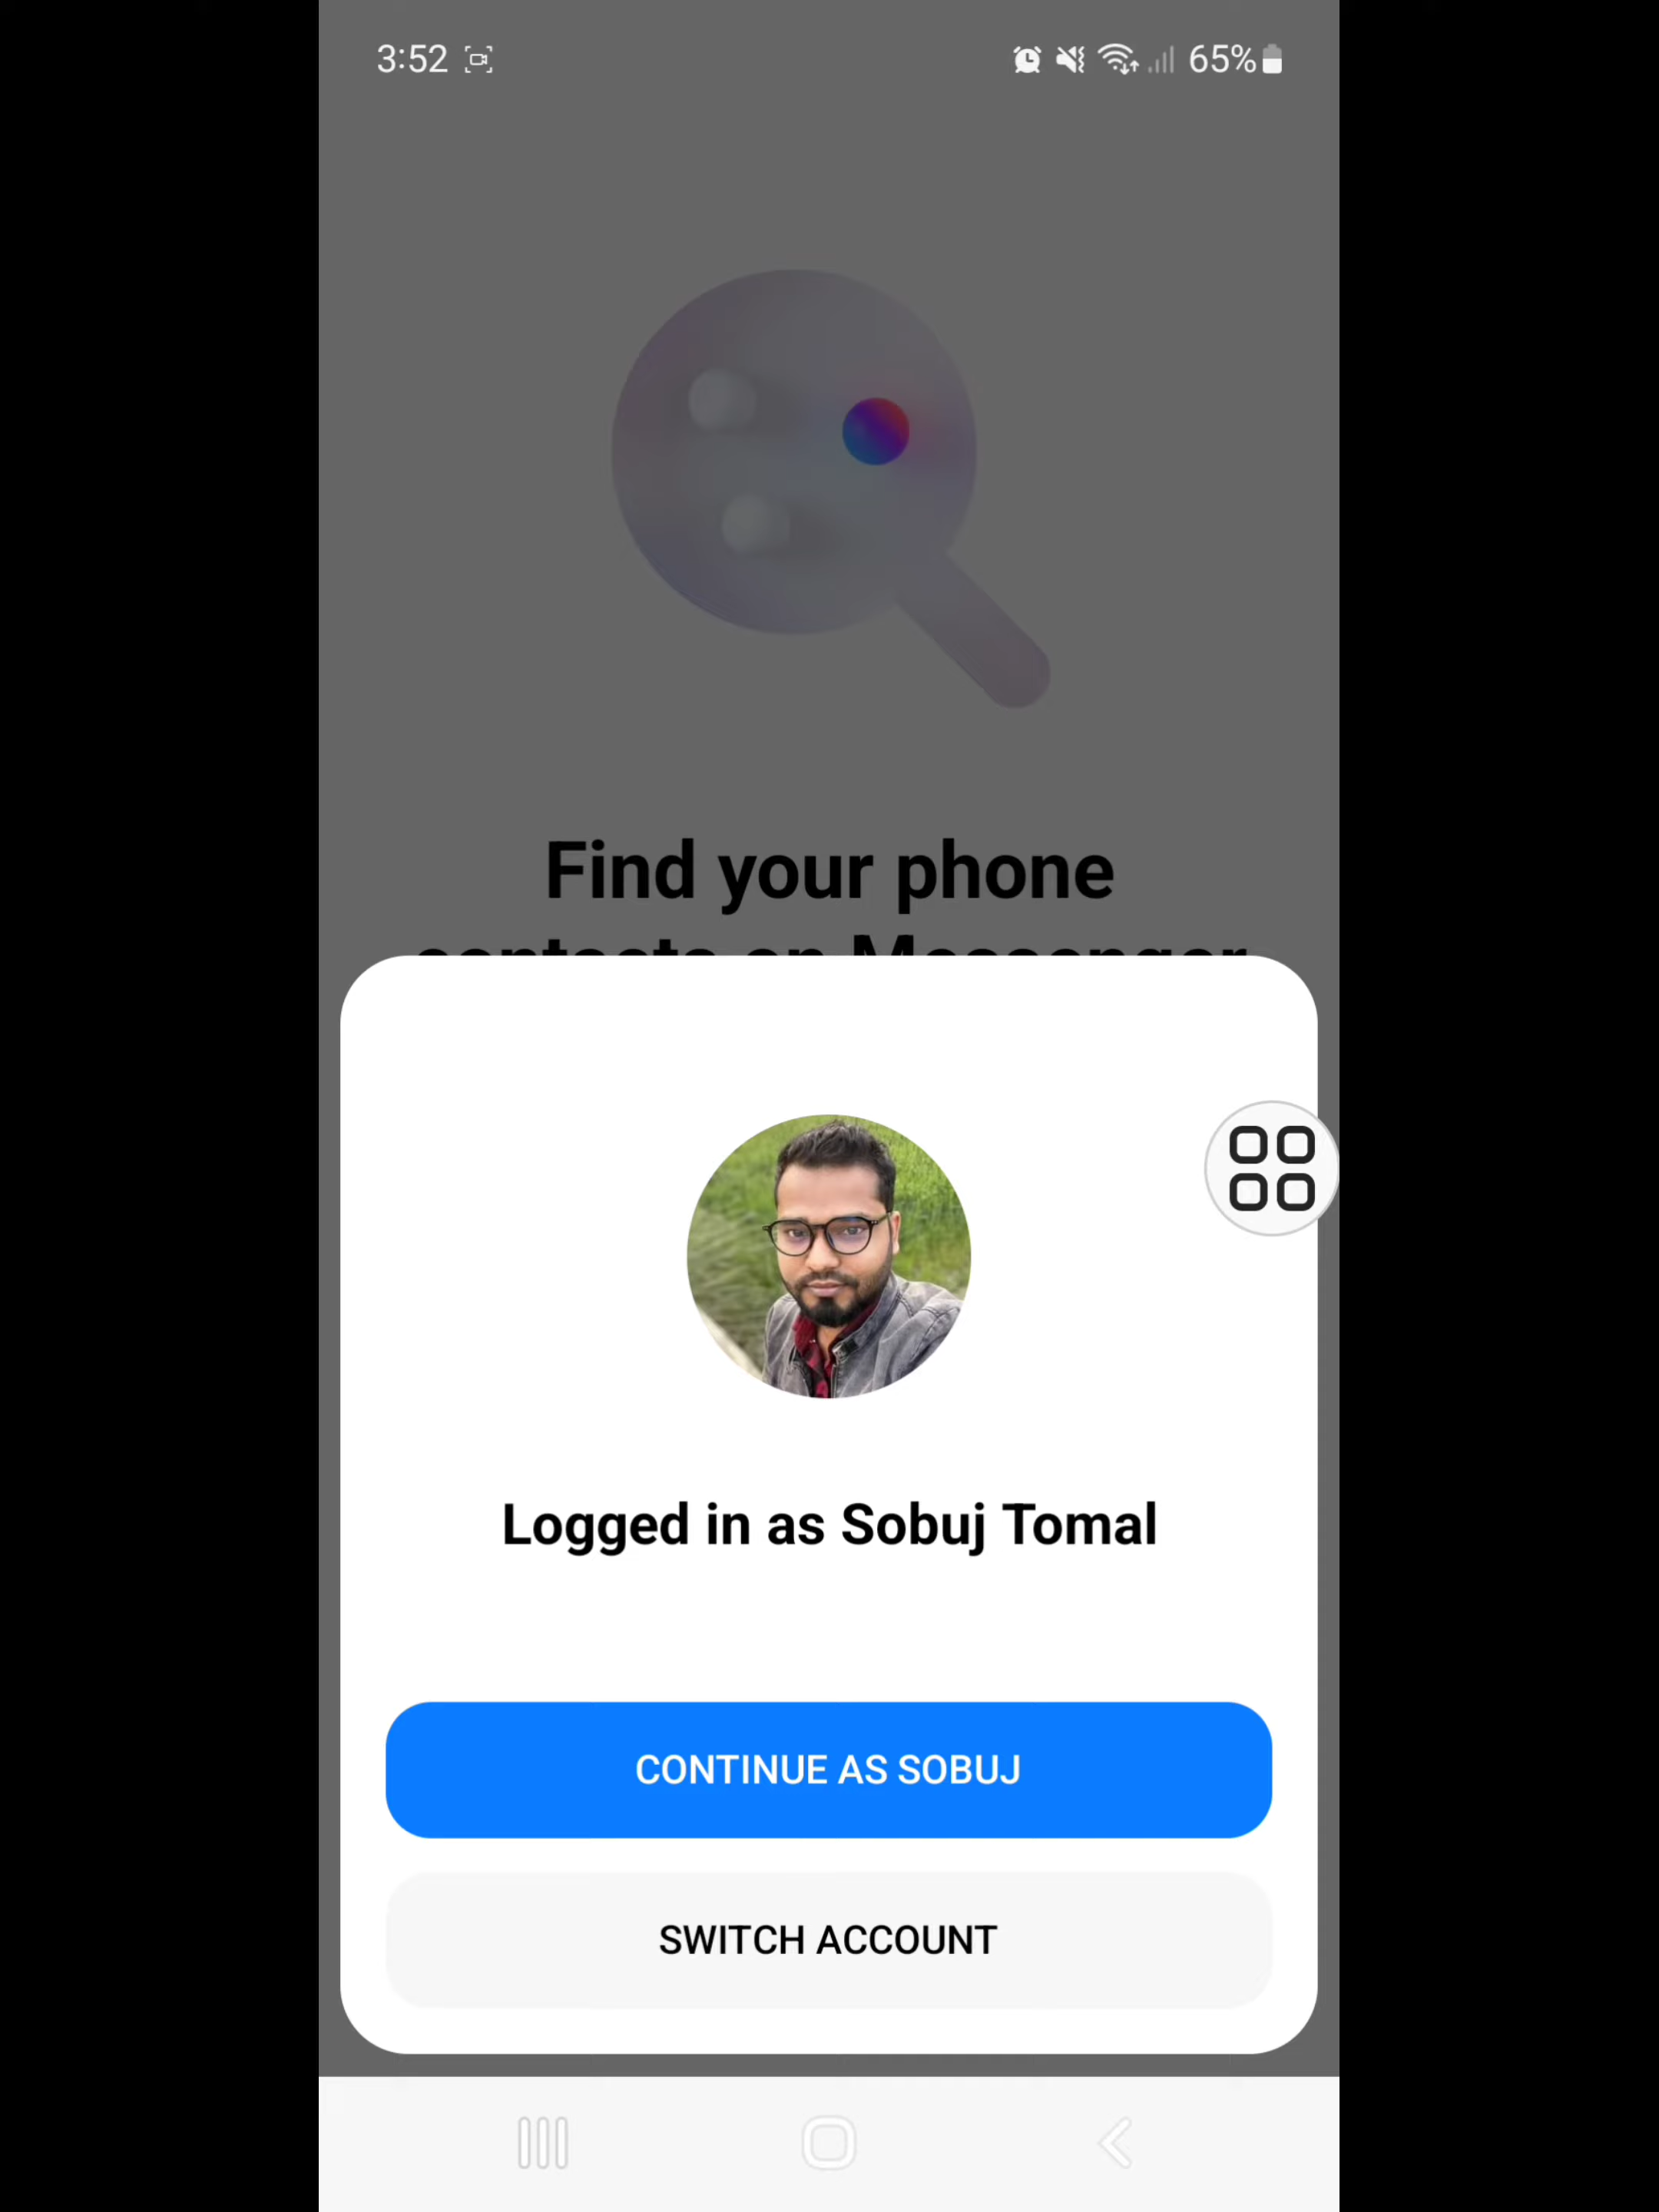 3:52
65%
Find your phone
contacts on Messenger
Logged in as Sobuj Tomal
CONTINUE AS SOBUJ
SWITCH ACCOUNT